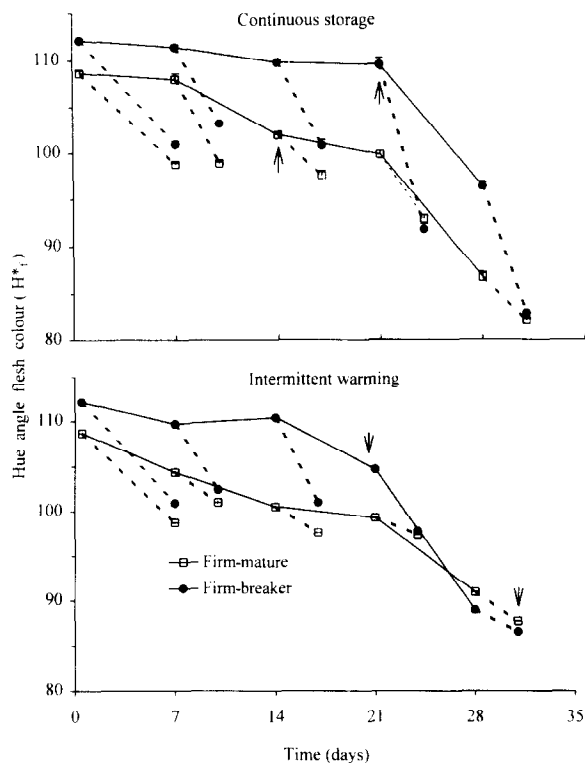 Continuous storage
110
100
90
80
Hue angle flesh colour (H*f)
Intermittent warming
110
100
90
80
Firm-mature
Firm-breaker
0 7 14 21 28 35
Time (days)